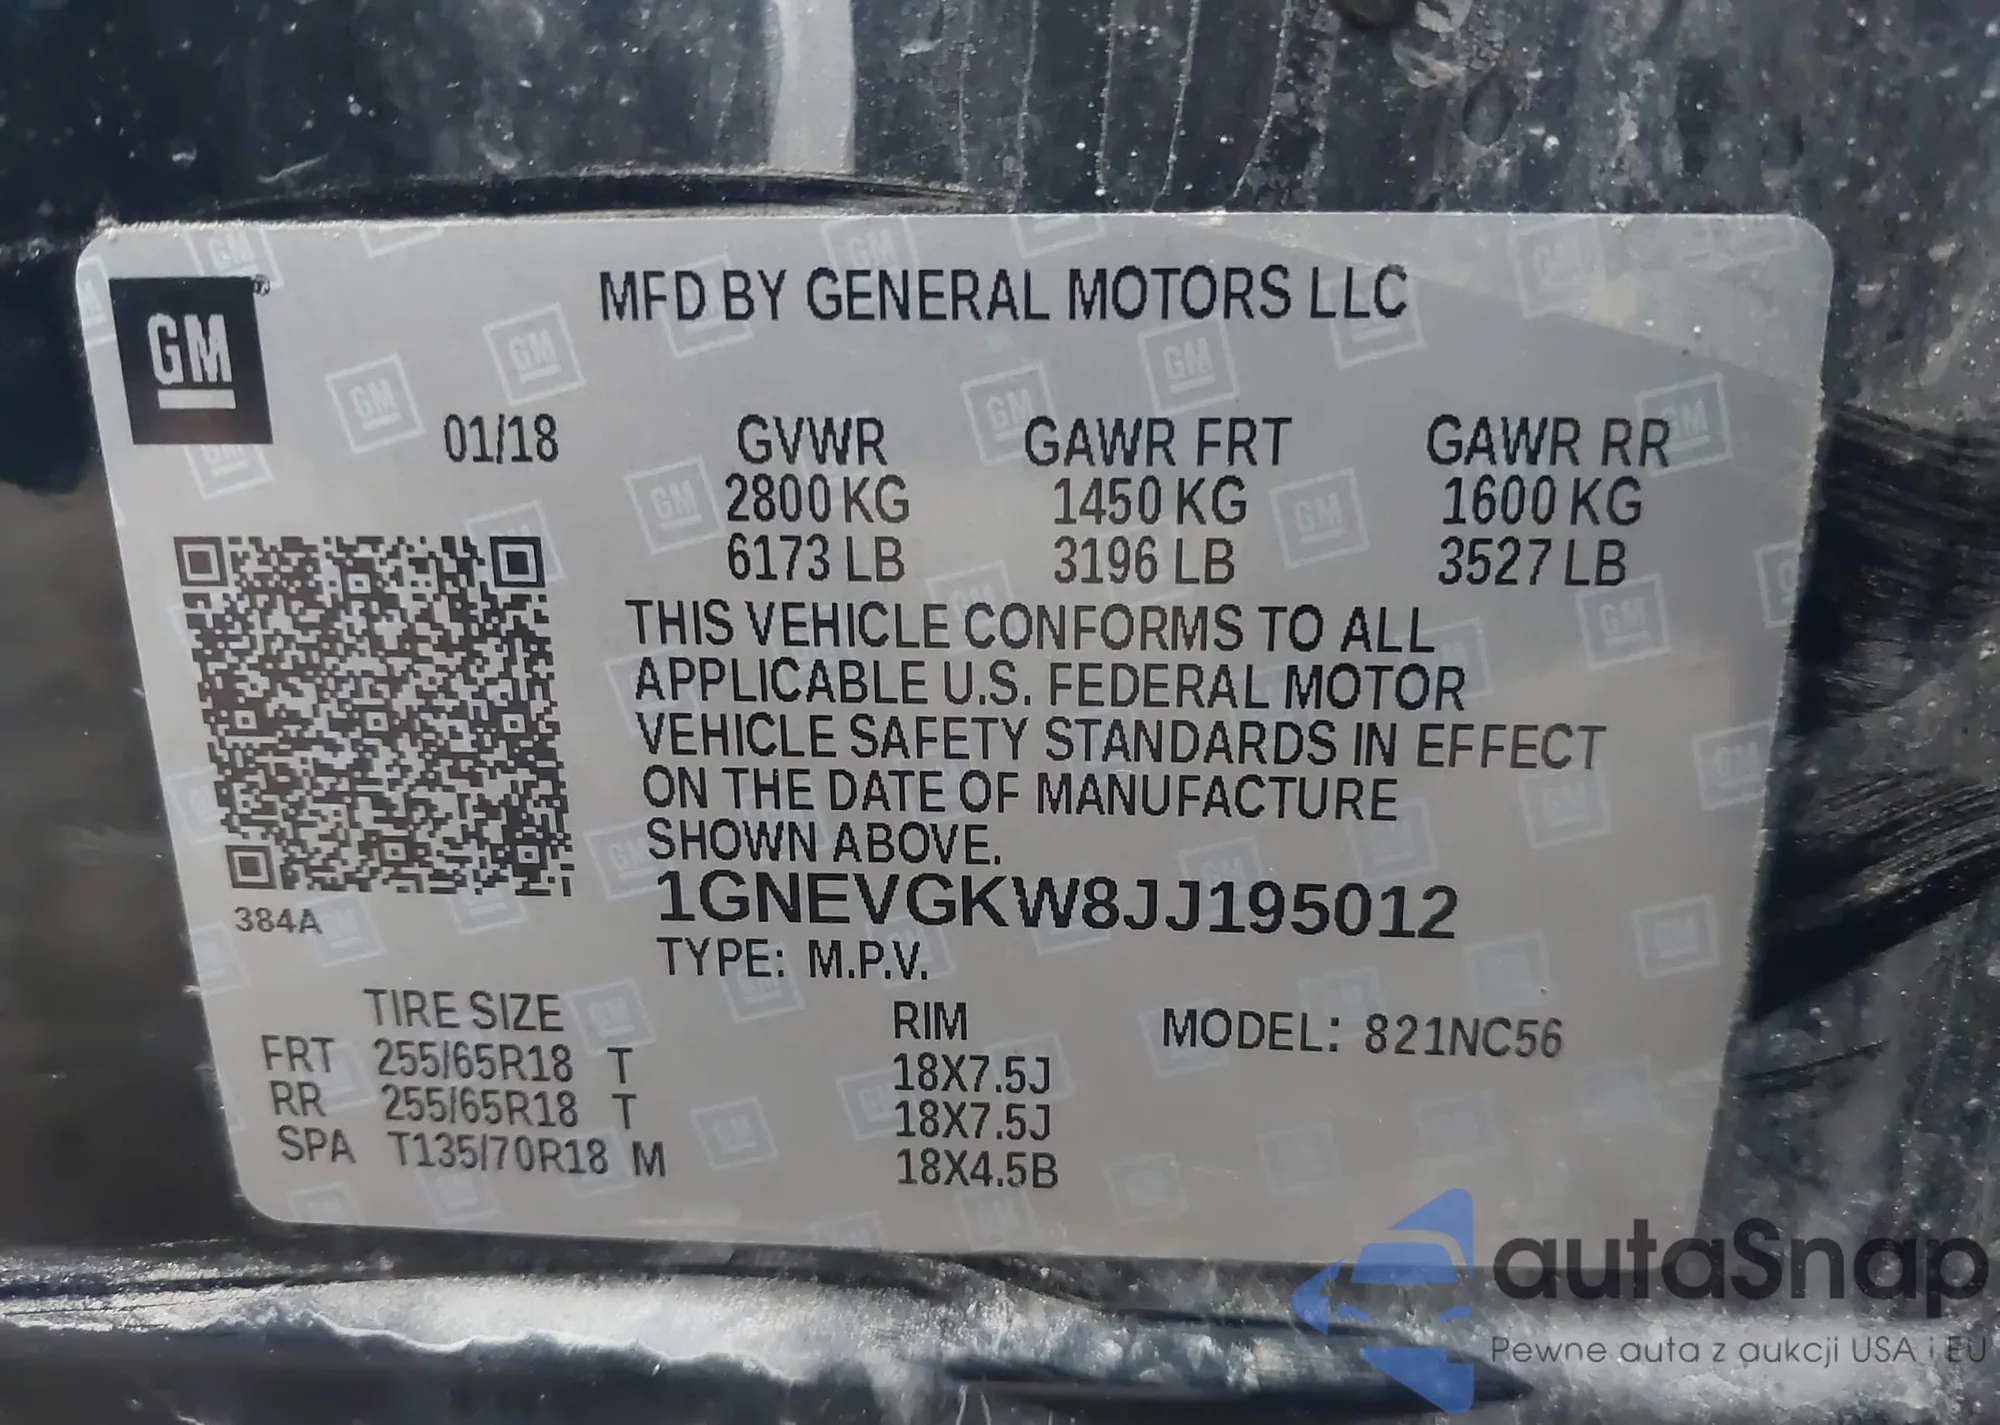 MFD BY GENERAL MOTORS LLC
GM
01/18 GVWR GAWR FRT GAWR RR
2800 KG 1450 KG 1600 KG
6173 LB 3196 LB 3527 LB
THIS VEHICLE CONFORMS TO ALL
APPLICABLE U.S. FEDERAL MOTOR
VEHICLE SAFETY STANDARDS IN EFFECT
ON THE DATE OF MANUFACTURE
SHOWN ABOVE.
1GNEVGKW8JJ195012
384A
TYPE: M.P.V.
TIRE SIZE RIM MODEL: 821NC56
FRT 255/65R18 T 18X7.5J
RR 255/65R18 T 18X7.5J
SPA T135/70R18 M 18X4.5B
autaSnap
Pewne auta z aukcji USA i EU